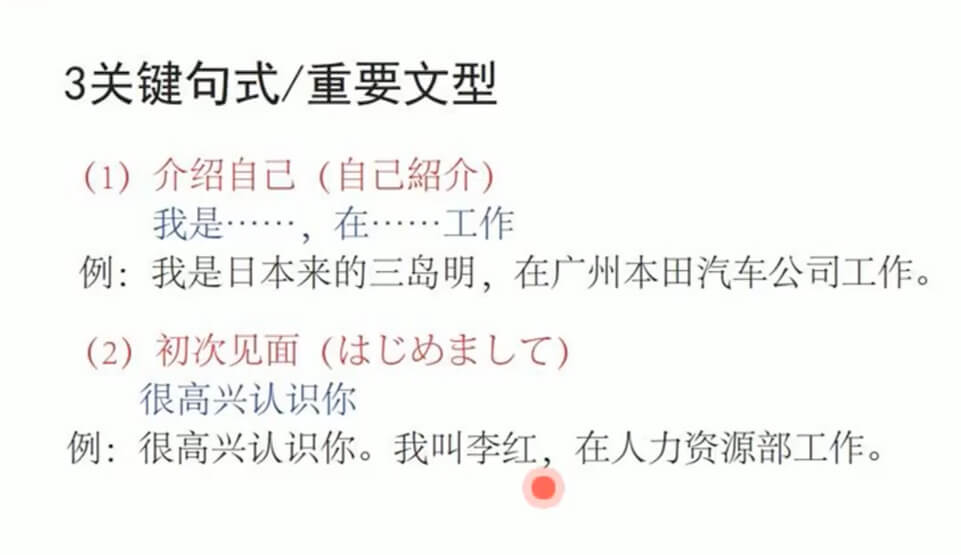 3关键句式/重要文型
（1）介绍自己（自己紹介）
我是……，在……工作
例：我是日本来的三岛明，在广州本田汽车公司工作。
（2）初次见面（はじめまして）
很高兴认识你
例：很高兴认识你。我叫李红，在人力资源部工作。